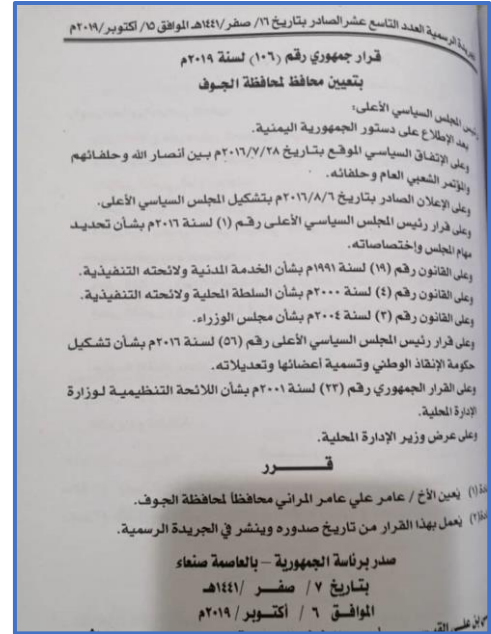 الجريدة الرسمية العدد التاسع عشر الصادر بتاريخ ١٦/ صفر/١٤٤١هـ الموافق ١٥/ أكتوبر/٢٠١٩م
قرار جمهوري رقم (١٠٦) لسنة ٢٠١٩م
بتعيين محافظ لمحافظة الجوف
رئيس المجلس السياسي الأعلى:
بعد الإطلاع على دستور الجمهورية اليمنية.
وعلى الإتفاق السياسي الموقع بتاريخ ٢٠١٦/٧/٢٨م بين أنصار الله وحلفائهم
والمؤتمر الشعبي العام وحلفائه.
وعلى الإعلان الصادر بتاريخ ٢٠١٦/٨/٦م بتشكيل المجلس السياسي الأعلى.
وعلى قرار رئيس المجلس السياسي الأعلى رقم (١) لسنة ٢٠١٦م بشأن تحديد
مهام المجلس وإختصاصاته.
وعلى القانون رقم (١٩) لسنة ١٩٩١م بشأن الخدمة المدنية ولائحته التنفيذية.
وعلى القانون رقم (٤) لسنة ٢٠٠٠م بشأن السلطة المحلية ولائحته التنفيذية.
وعلى القانون رقم (٣) لسنة ٢٠٠٤م بشأن مجلس الوزراء.
وعلى قرار رئيس المجلس السياسي الأعلى رقم (٥٦) لسنة ٢٠١٦م بشأن تشكيل
حكومة الإنقاذ الوطني وتسمية أعضائها وتعديلاته.
وعلى القرار الجمهوري رقم (٢٣) لسنة ٢٠٠١م بشأن اللائحة التنظيمية لوزارة
الإدارة المحلية.
وعلى عرض وزير الإدارة المحلية.
قـــــرر
مادة(١) يُعين الأخ / عامر علي عامر المراني محافظاً لمحافظة الجوف.
مادة(٢) يُعمل بهذا القرار من تاريخ صدوره وينشر في الجريدة الرسمية.
صدر برئاسة الجمهورية – بالعاصمة صنعاء
بتاريخ ٧ / صفــر /١٤٤١هـ
الموافــق ٦ / أكتوبر/ ٢٠١٩م